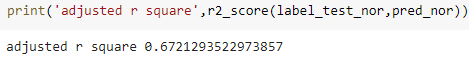 print('adjusted r square',r2_score(label_test_nor,pred_nor))
adjusted r square 0.6721293522973857